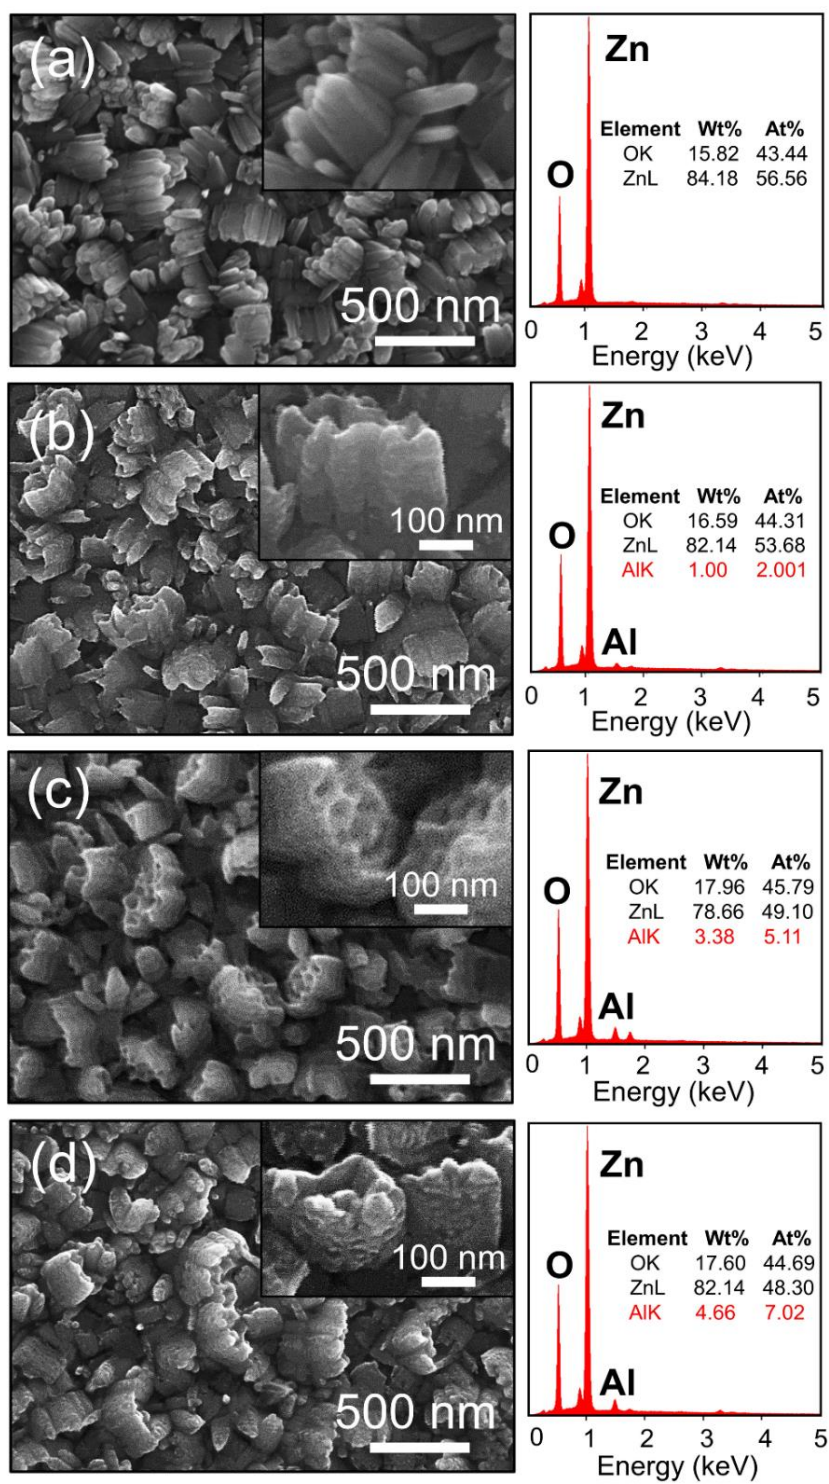 (a)
500 nm
Zn
O
Element Wt% At%
OK 15.82 43.44
ZnL 84.18 56.56
0 1 2 3 4 5
Energy (keV)
(b)
100 nm
500 nm
Zn
O
Al
Element Wt% At%
OK 16.59 44.31
ZnL 82.14 53.68
AlK 1.00 2.001
0 1 2 3 4 5
Energy (keV)
(c)
100 nm
500 nm
Zn
O
Al
Element Wt% At%
OK 17.96 45.79
ZnL 78.66 49.10
AlK 3.38 5.11
0 1 2 3 4 5
Energy (keV)
(d)
100 nm
500 nm
Zn
O
Al
Element Wt% At%
OK 17.60 44.69
ZnL 82.14 48.30
AlK 4.66 7.02
0 1 2 3 4 5
Energy (keV)